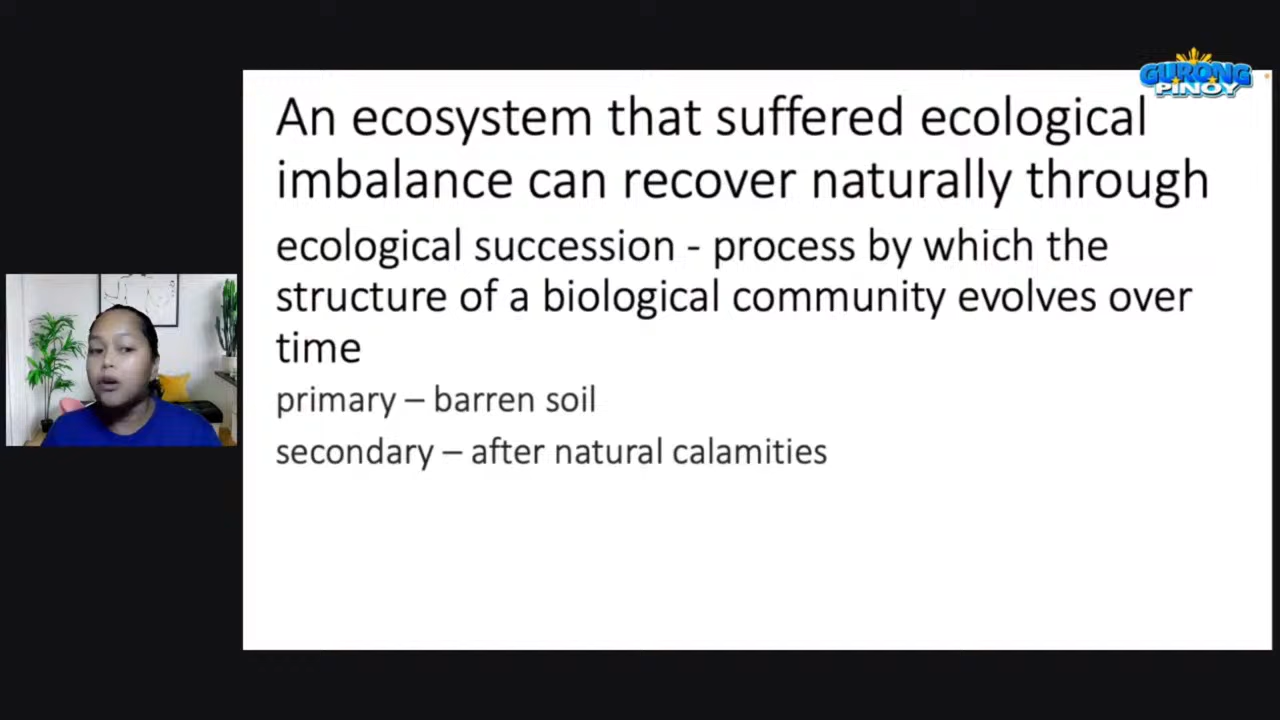 GURONG
PINOY
An ecosystem that suffered ecological
imbalance can recover naturally through
ecological succession - process by which the
structure of a biological community evolves over
time
primary – barren soil
secondary – after natural calamities